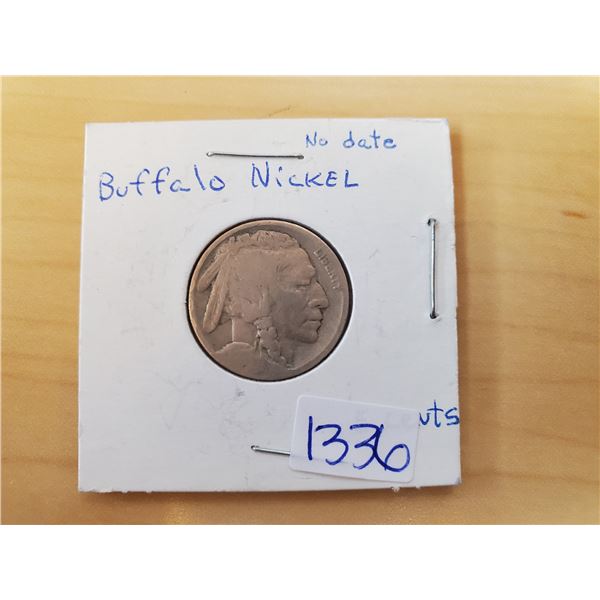 No date
Buffalo Nickel
LIBERTY
1336